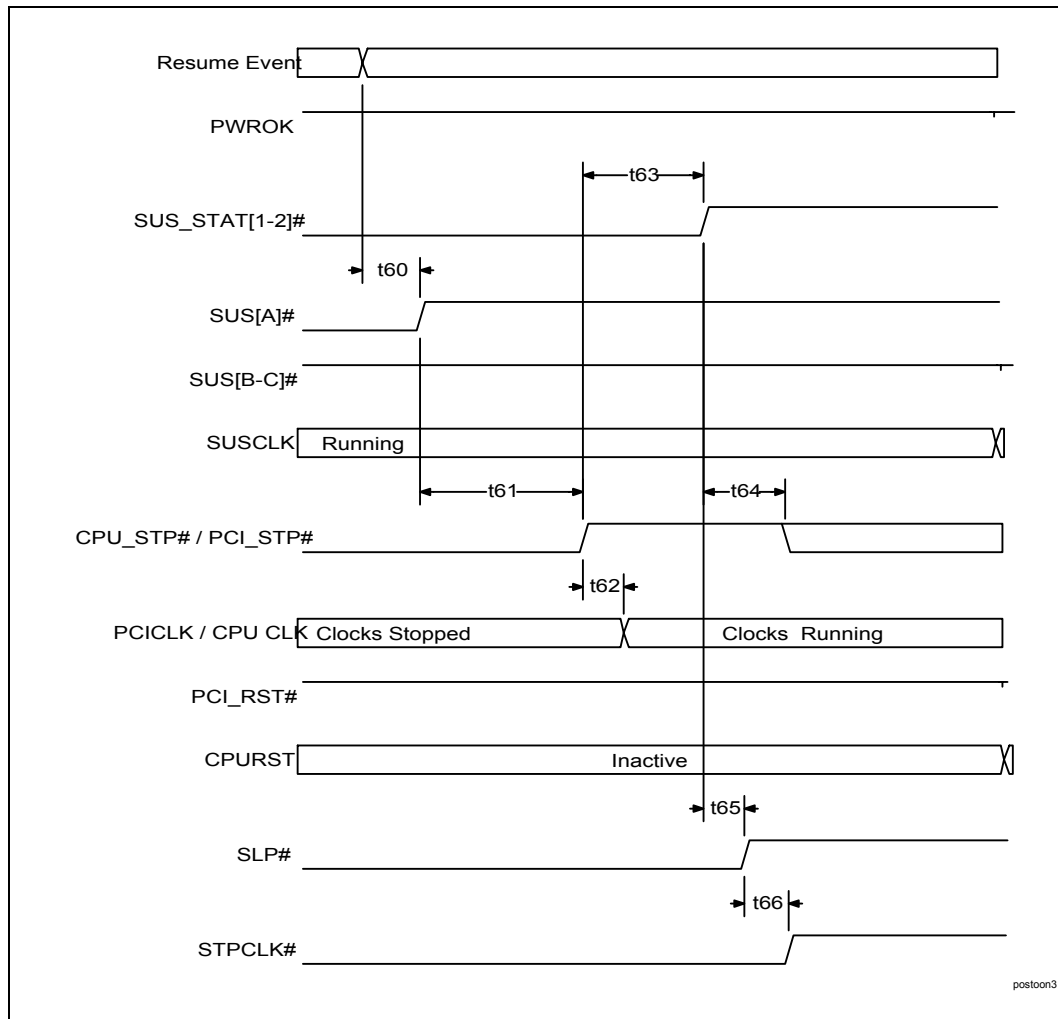 Resume Event
PWROK
t63
SUS_STAT[1-2]#
t60
SUS[A]#
SUS[B-C]#
SUSCLK Running
t61 t64
CPU_STP# / PCI_STP#
t62
PCICLK / CPU CLK Clocks Stopped Clocks Running
PCI_RST#
CPURST Inactive
t65
SLP#
t66
STPCLK#
postoon3